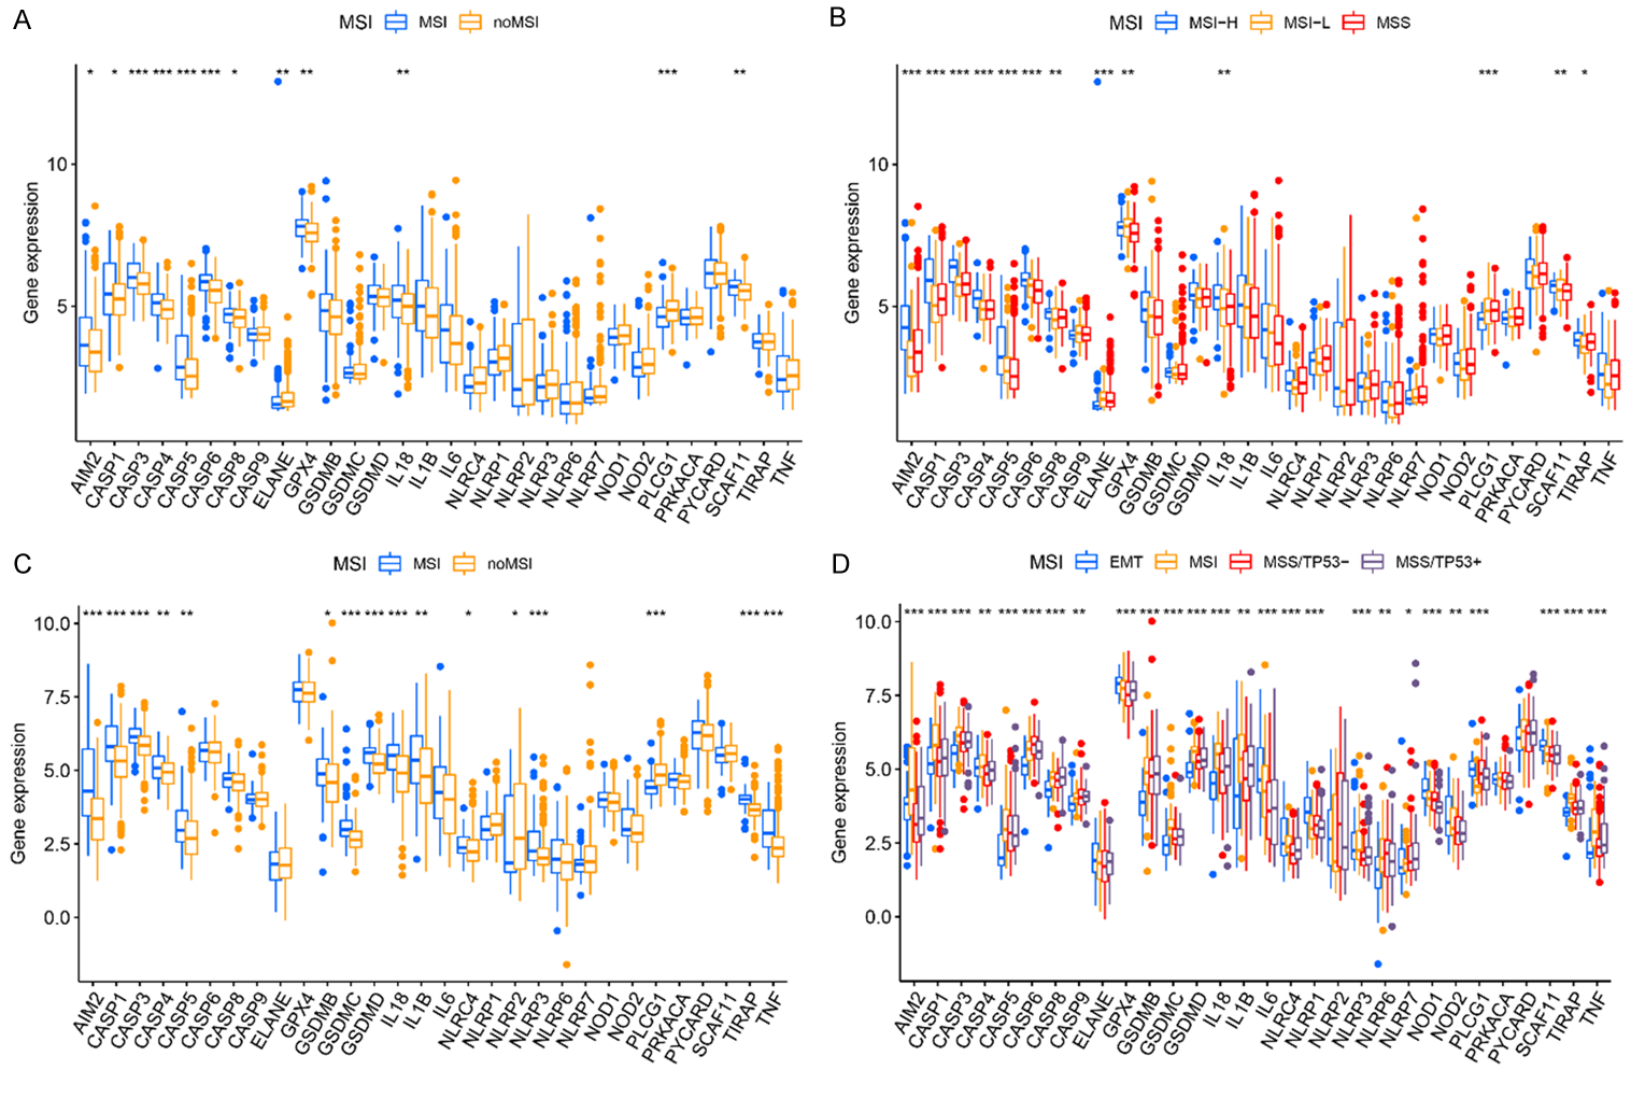 A
MSI MSI noMSI
* * *** *** *** *** * ** ** ** *** **
Gene expression
10
5
AIM2 CASP1 CASP3 CASP4 CASP5 CASP6 CASP8 CASP9 ELANE GPX4 GSDMB GSDMC GSDMD IL18 IL1B IL6 NLRC4 NLRP1 NLRP2 NLRP3 NLRP6 NLRP7 NOD1 NOD2 PLCG1 PRKACA PYCARD SCAF11 TIRAP TNF
B
MSI MSI-H MSI-L MSS
*** *** *** *** *** *** ** *** ** ** *** ** *
Gene expression
10
5
AIM2 CASP1 CASP3 CASP4 CASP5 CASP6 CASP8 CASP9 ELANE GPX4 GSDMB GSDMC GSDMD IL18 IL1B IL6 NLRC4 NLRP1 NLRP2 NLRP3 NLRP6 NLRP7 NOD1 NOD2 PLCG1 PRKACA PYCARD SCAF11 TIRAP TNF
C
MSI MSI noMSI
*** *** *** ** ** * *** *** *** ** * * *** *** *** ***
Gene expression
10.0
7.5
5.0
2.5
0.0
AIM2 CASP1 CASP3 CASP4 CASP5 CASP6 CASP8 CASP9 ELANE GPX4 GSDMB GSDMC GSDMD IL18 IL1B IL6 NLRC4 NLRP1 NLRP2 NLRP3 NLRP6 NLRP7 NOD1 NOD2 PLCG1 PRKACA PYCARD SCAF11 TIRAP TNF
D
MSI EMT MSI MSS/TP53- MSS/TP53+
*** *** *** ** *** *** *** ** *** *** *** *** *** ** *** *** *** *** ** * *** ** *** *** *** ***
Gene expression
10.0
7.5
5.0
2.5
0.0
AIM2 CASP1 CASP3 CASP4 CASP5 CASP6 CASP8 CASP9 ELANE GPX4 GSDMB GSDMC GSDMD IL18 IL1B IL6 NLRC4 NLRP1 NLRP2 NLRP3 NLRP6 NLRP7 NOD1 NOD2 PLCG1 PRKACA PYCARD SCAF11 TIRAP TNF